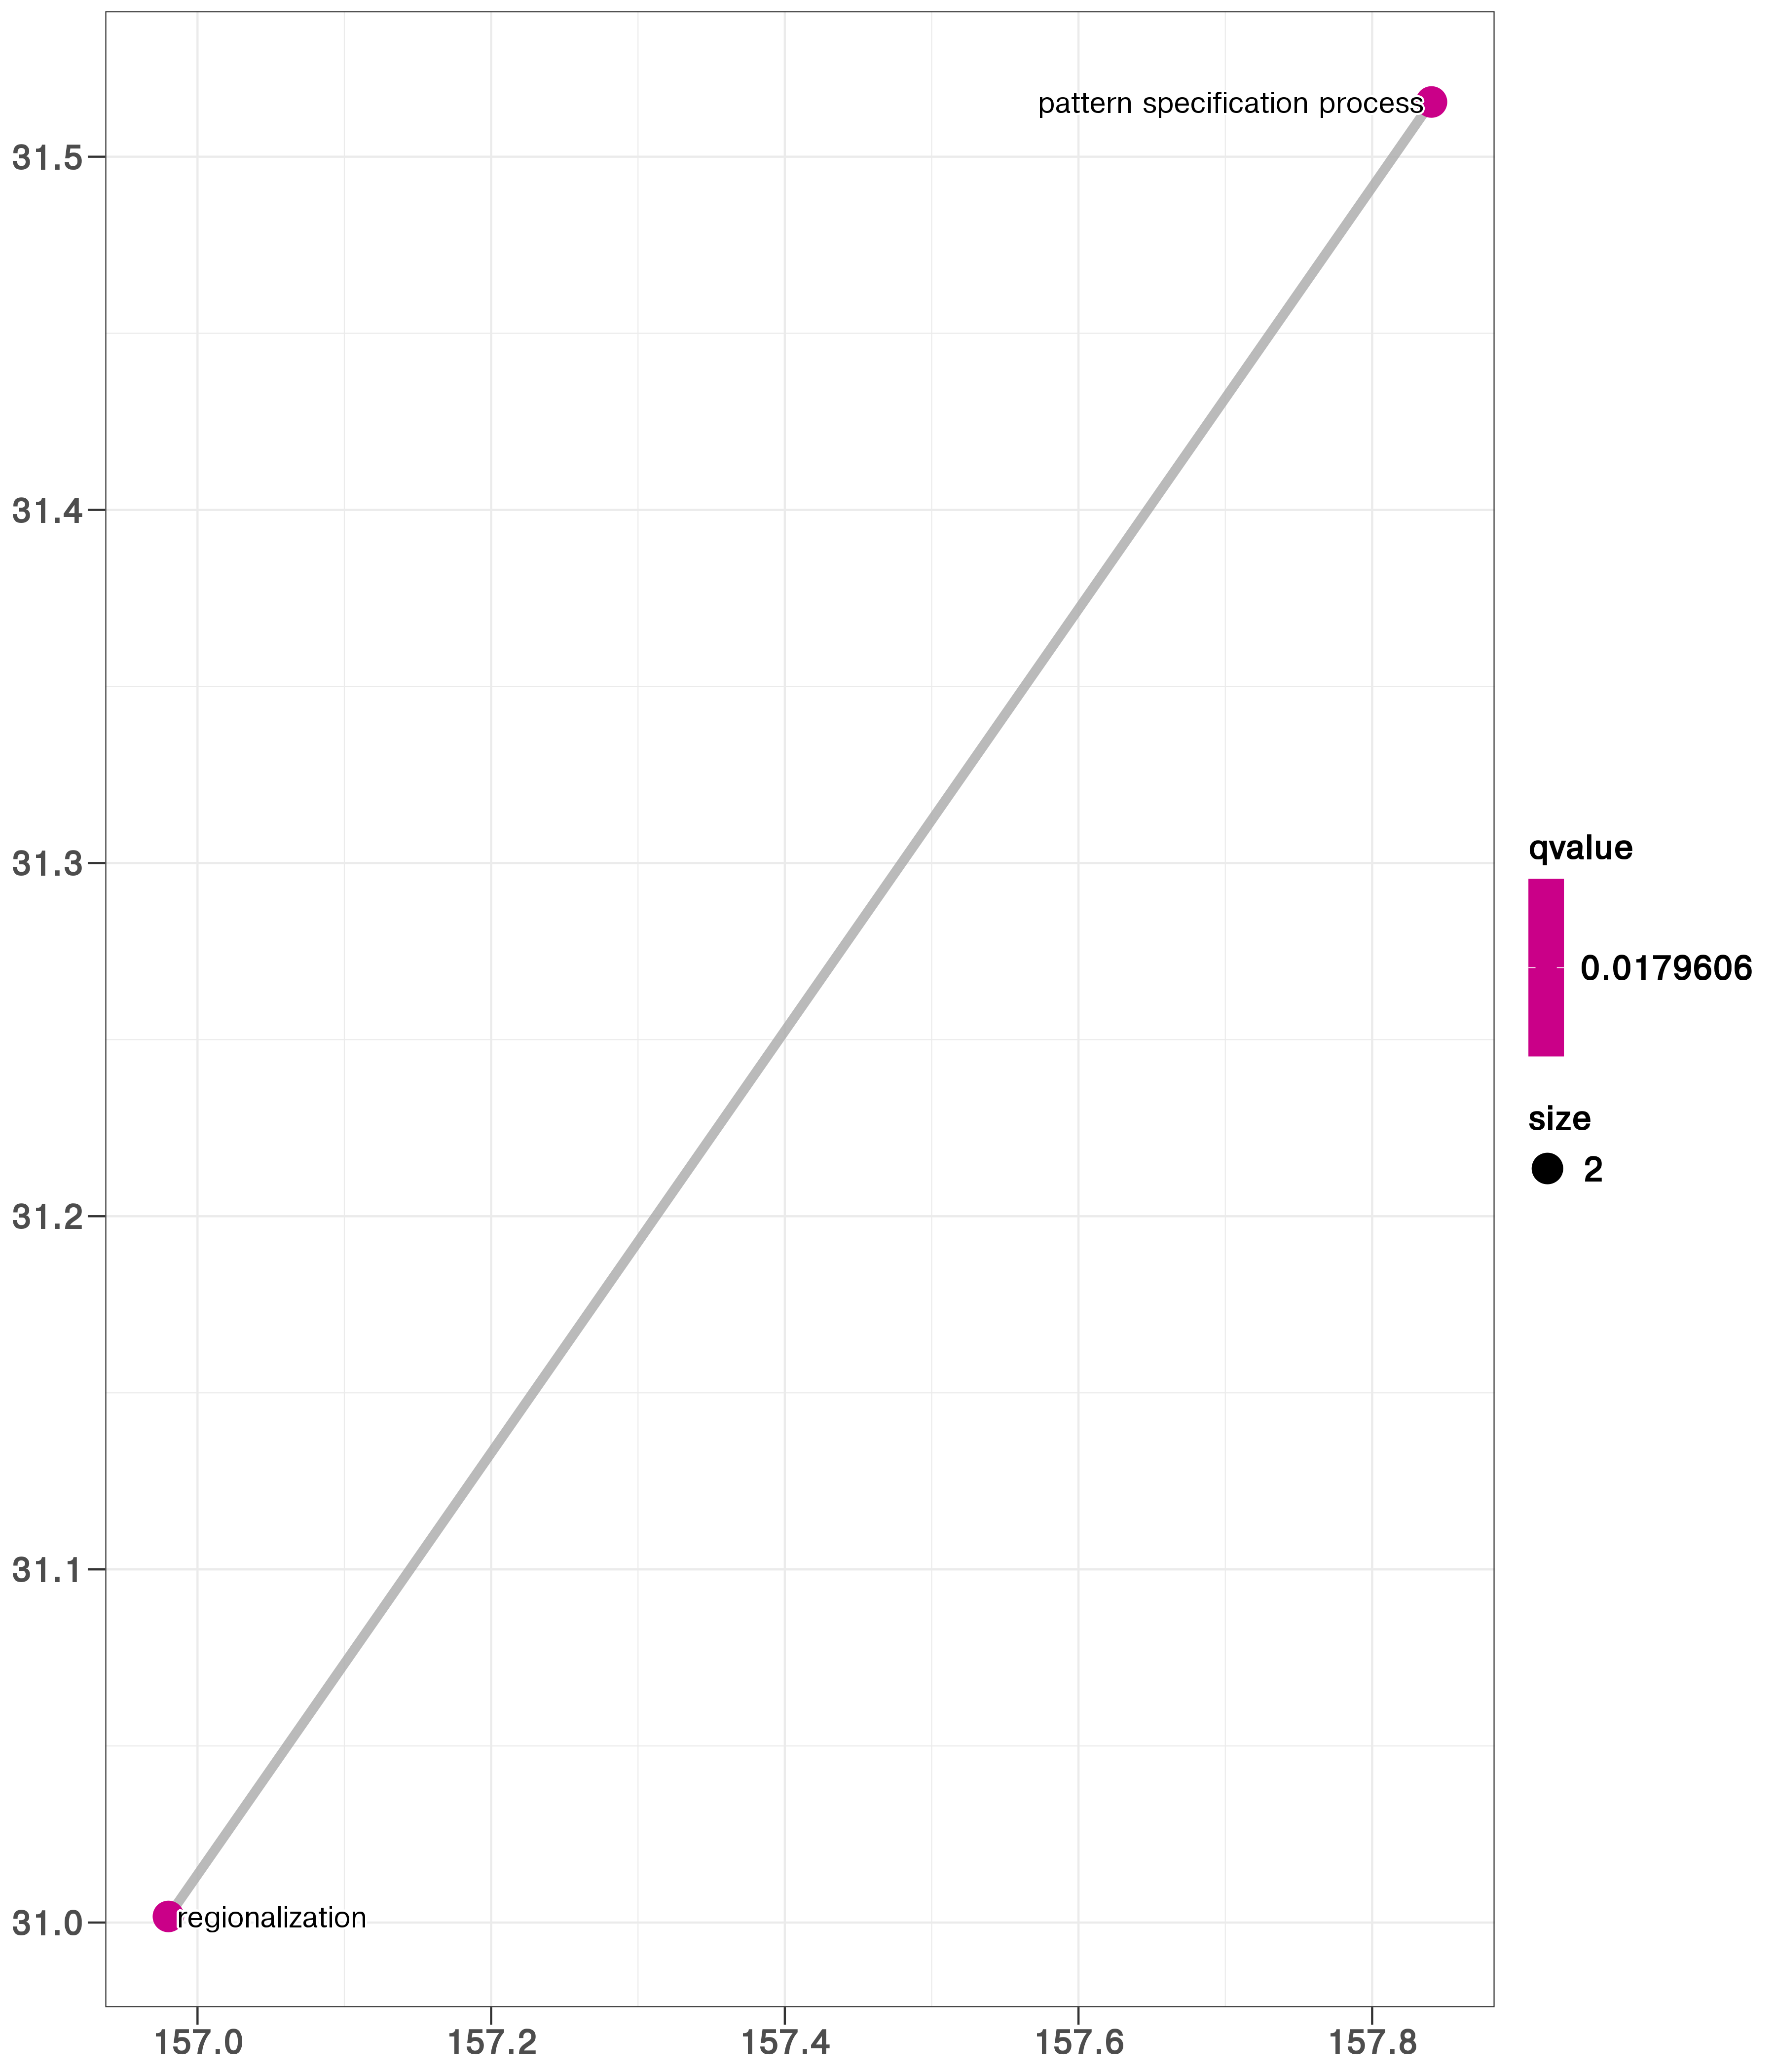 pattern specification process
31.5
31.4
31.3
31.2
31.1
31.0
regionalization
157.0 157.2 157.4 157.6 157.8
qvalue
0.0179606
size
2